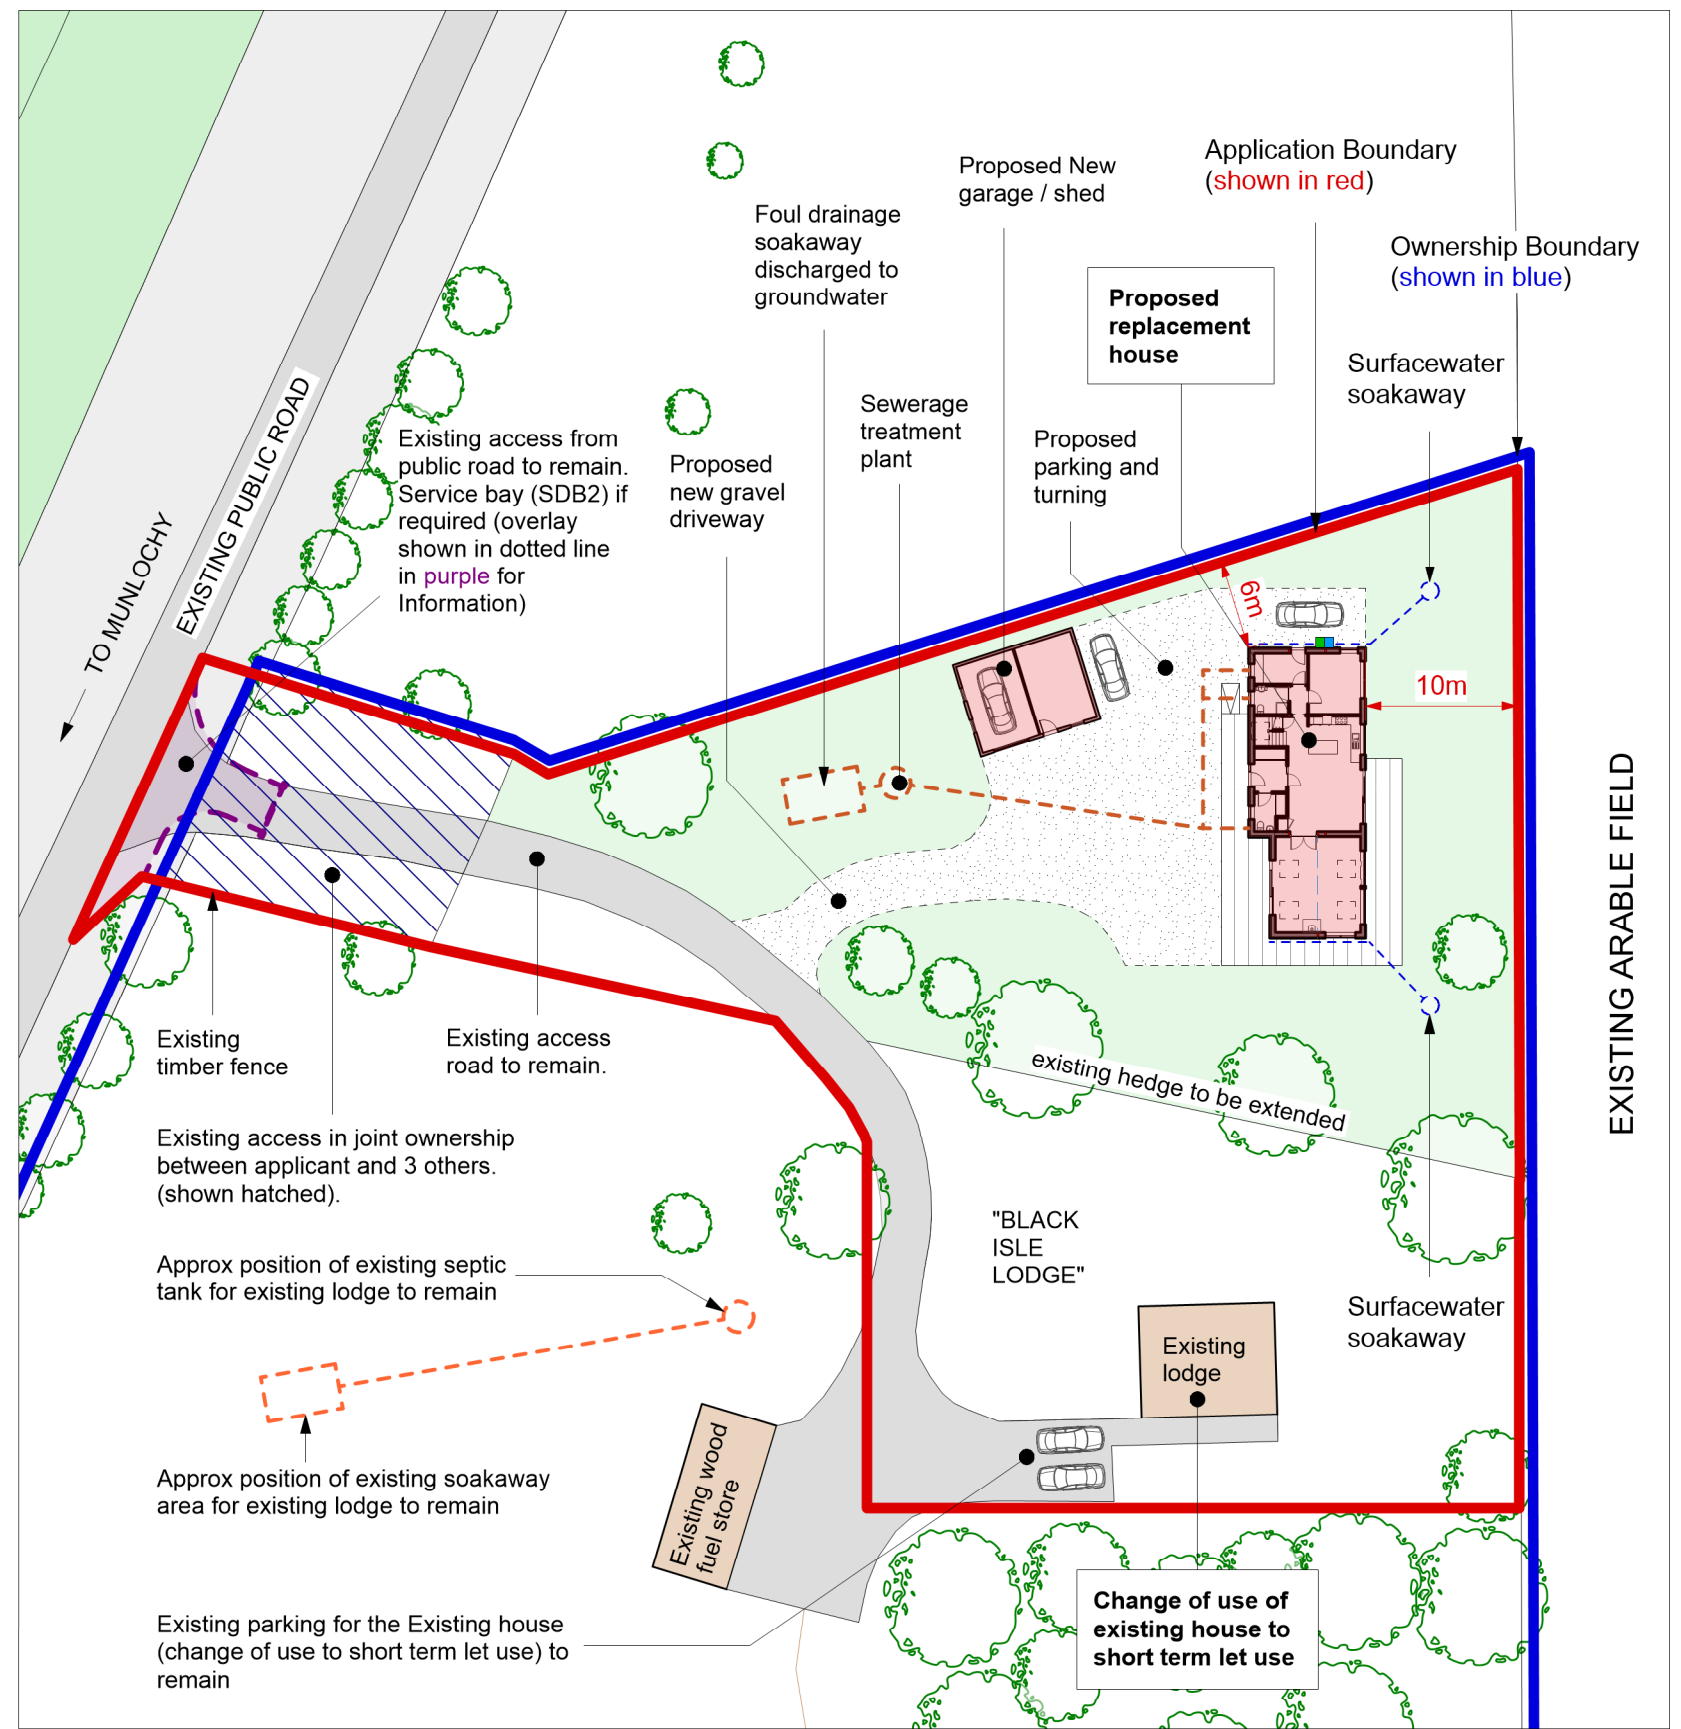 Proposed New
garage / shed
Application Boundary
(shown in red)
Foul drainage
soakaway
discharged to
groundwater
Ownership Boundary
(shown in blue)
Proposed
replacement
house
Surfacewater
soakaway
Sewerage
treatment
plant
Proposed
parking and
turning
Proposed
new gravel
driveway
Existing access from
public road to remain.
Service bay (SDB2) if
required (overlay
shown in dotted line
in purple for
Information)
EXISTING PUBLIC ROAD
TO MUNLOCHY
6m
10m
EXISTING ARABLE FIELD
Existing
timber fence
Existing access
road to remain.
existing hedge to be extended
Existing access in joint ownership
between applicant and 3 others.
(shown hatched).
"BLACK
ISLE
LODGE"
Approx position of existing septic
tank for existing lodge to remain
Surfacewater
soakaway
Existing
lodge
Existing wood
fuel store
Approx position of existing soakaway
area for existing lodge to remain
Change of use of
existing house to
short term let use
Existing parking for the Existing house
(change of use to short term let use) to
remain